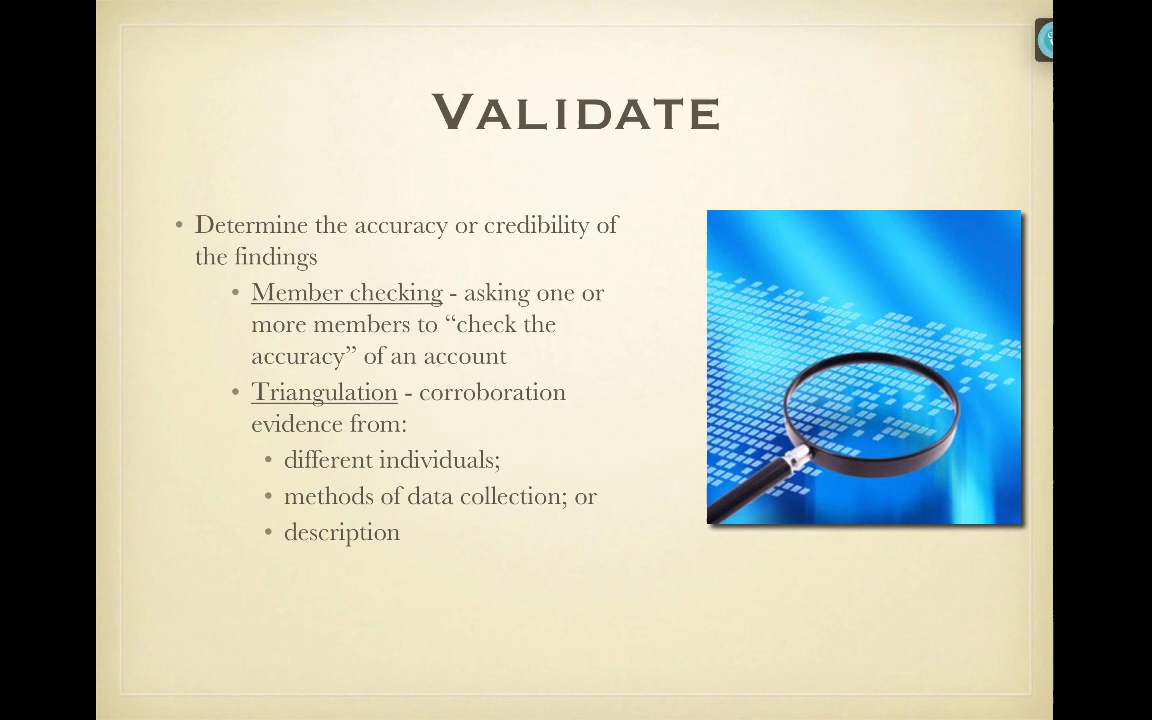 VALIDATE
• Determine the accuracy or credibility of
the findings
• Member checking - asking one or
more members to “check the
accuracy” of an account
• Triangulation - corroboration
evidence from:
• different individuals;
• methods of data collection; or
• description